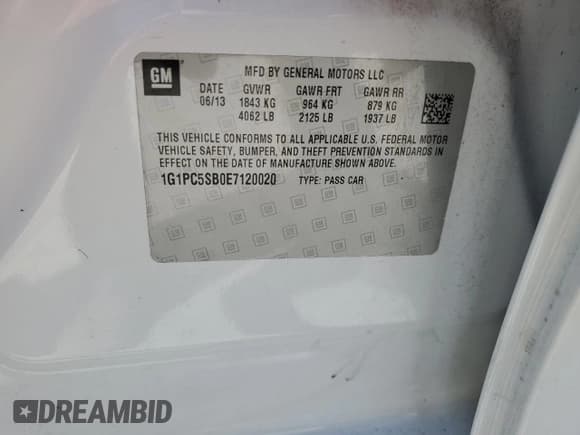 GM
MFD BY GENERAL MOTORS LLC
DATE GVWR GAWR FRT GAWR RR
06/13 1843 KG 964 KG 879 KG
4062 LB 2125 LB 1937 LB
THIS VEHICLE CONFORMS TO ALL APPLICABLE U.S. FEDERAL MOTOR
VEHICLE SAFETY, BUMPER, AND THEFT PREVENTION STANDARDS IN
EFFECT ON THE DATE OF MANUFACTURE SHOWN ABOVE.
1G1PC5SB0E7120020 TYPE: PASS CAR
DREAMBID